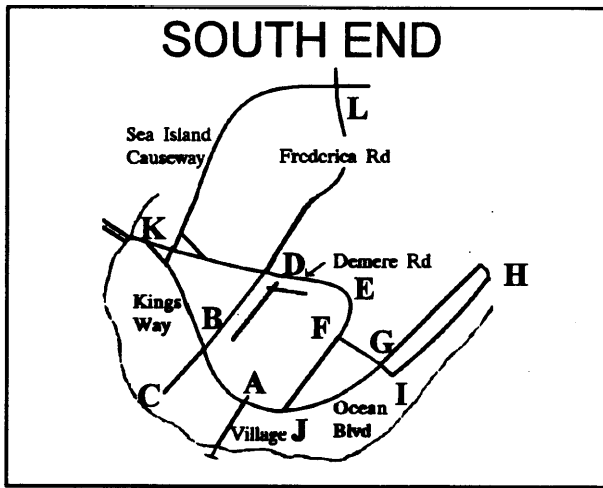 SOUTH END
L
Sea Island
Causeway
Frederica Rd
K
D
Demere Rd
E
H
Kings
Way
B
F
G
C
A
I
Ocean
Blvd
Village
J